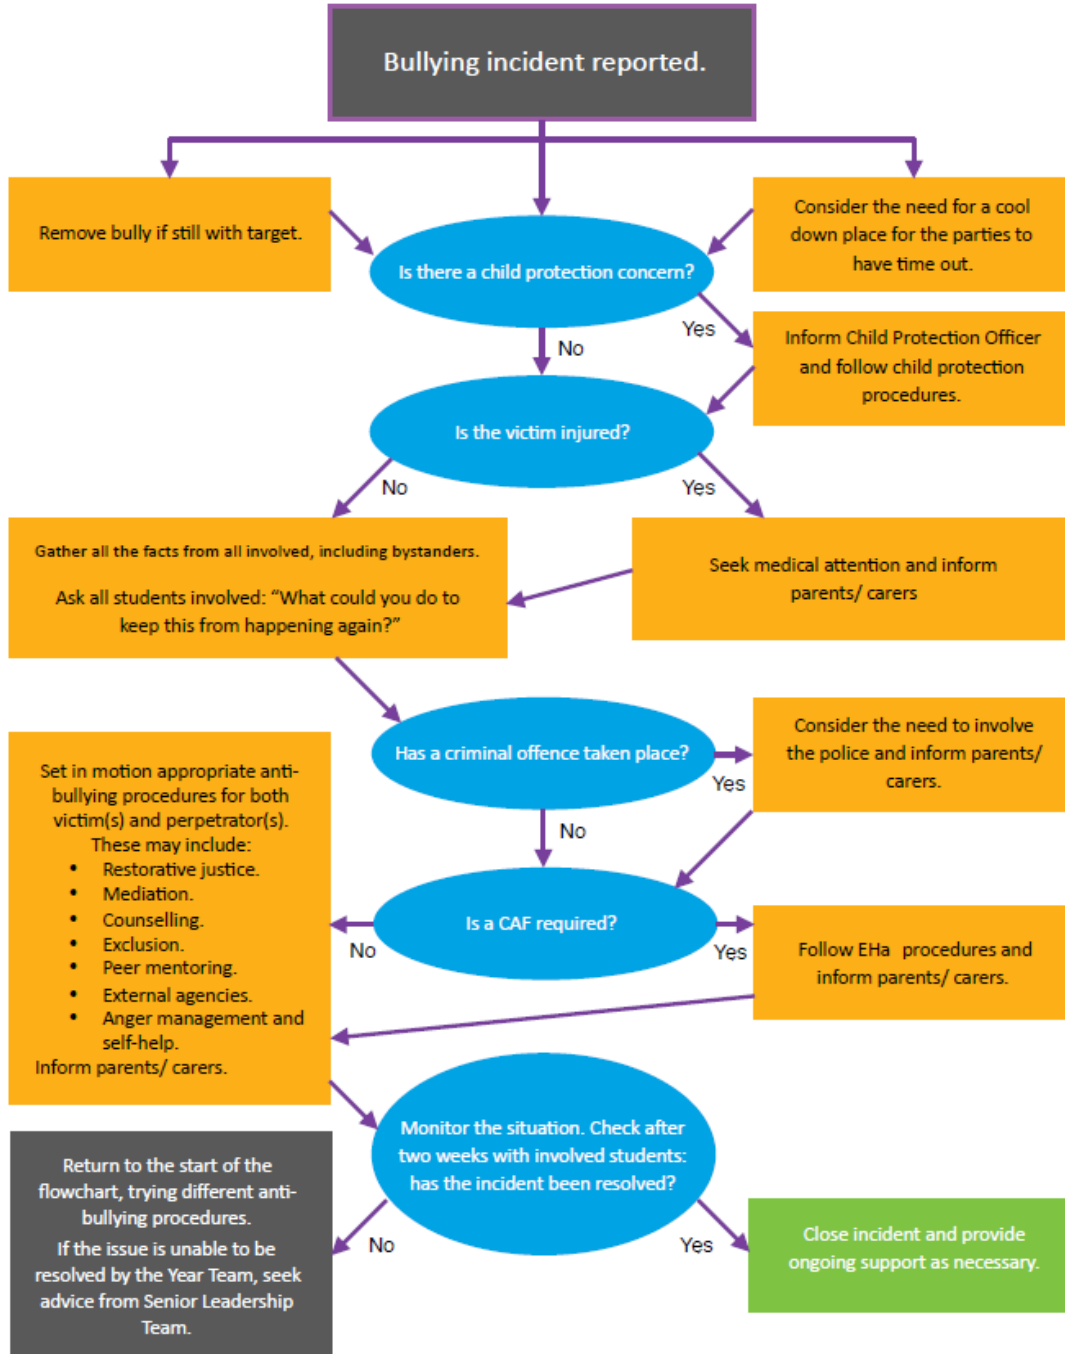 Bullying incident reported.
Remove bully if still with target.
Consider the need for a cool
down place for the parties to
have time out.
Is there a child protection concern?
Yes
No
Inform Child Protection Officer
and follow child protection
procedures.
Is the victim injured?
No
Yes
Gather all the facts from all involved, including bystanders.
Ask all students involved: “What could you do to
keep this from happening again?”
Seek medical attention and inform
parents/ carers
Has a criminal offence taken place?
Yes
No
Consider the need to involve
the police and inform parents/
carers.
Set in motion appropriate anti-
bullying procedures for both
victim(s) and perpetrator(s).
These may include:
• Restorative justice.
• Mediation.
• Counselling.
• Exclusion.
• Peer mentoring.
• External agencies.
• Anger management and
self-help.
Inform parents/ carers.
Is a CAF required?
No
Yes
Follow EHa procedures and
inform parents/ carers.
Monitor the situation. Check after
two weeks with involved students:
has the incident been resolved?
No
Yes
Return to the start of the
flowchart, trying different anti-
bullying procedures.
If the issue is unable to be
resolved by the Year Team, seek
advice from Senior Leadership
Team.
Close incident and provide
ongoing support as necessary.